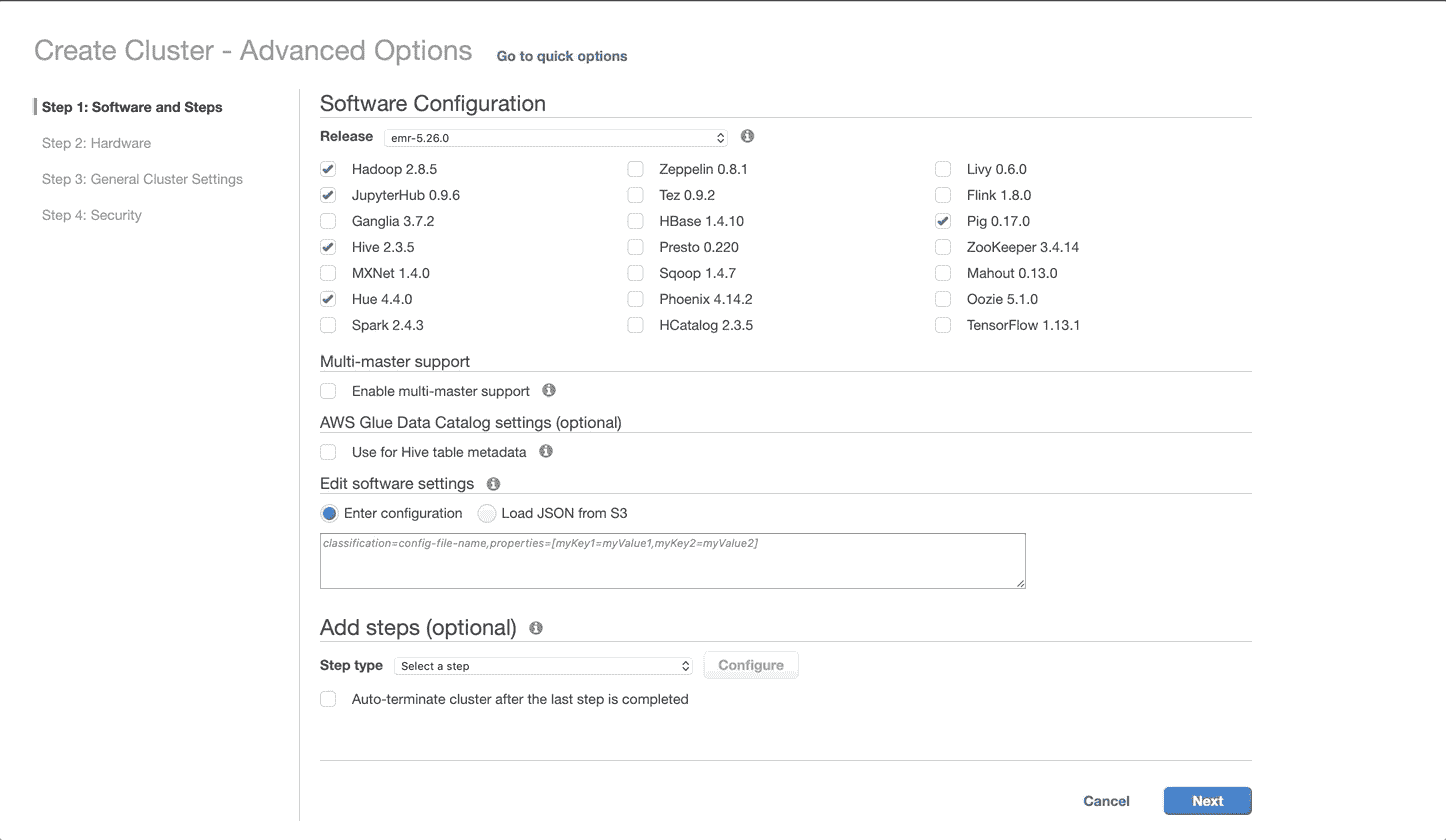 Create Cluster - Advanced Options Go to quick options
Step 1: Software and Steps
Step 2: Hardware
Step 3: General Cluster Settings
Step 4: Security
Software Configuration
Release emr-5.26.0
Hadoop 2.8.5 Zeppelin 0.8.1 Livy 0.6.0
JupyterHub 0.9.6 Tez 0.9.2 Flink 1.8.0
Ganglia 3.7.2 HBase 1.4.10 Pig 0.17.0
Hive 2.3.5 Presto 0.220 ZooKeeper 3.4.14
MXNet 1.4.0 Sqoop 1.4.7 Mahout 0.13.0
Hue 4.4.0 Phoenix 4.14.2 Oozie 5.1.0
Spark 2.4.3 HCatalog 2.3.5 TensorFlow 1.13.1
Multi-master support
Enable multi-master support
AWS Glue Data Catalog settings (optional)
Use for Hive table metadata
Edit software settings
Enter configuration Load JSON from S3
classification=config-file-name,properties=[myKey1=myValue1,myKey2=myValue2]
Add steps (optional)
Step type Select a step Configure
Auto-terminate cluster after the last step is completed
Cancel Next